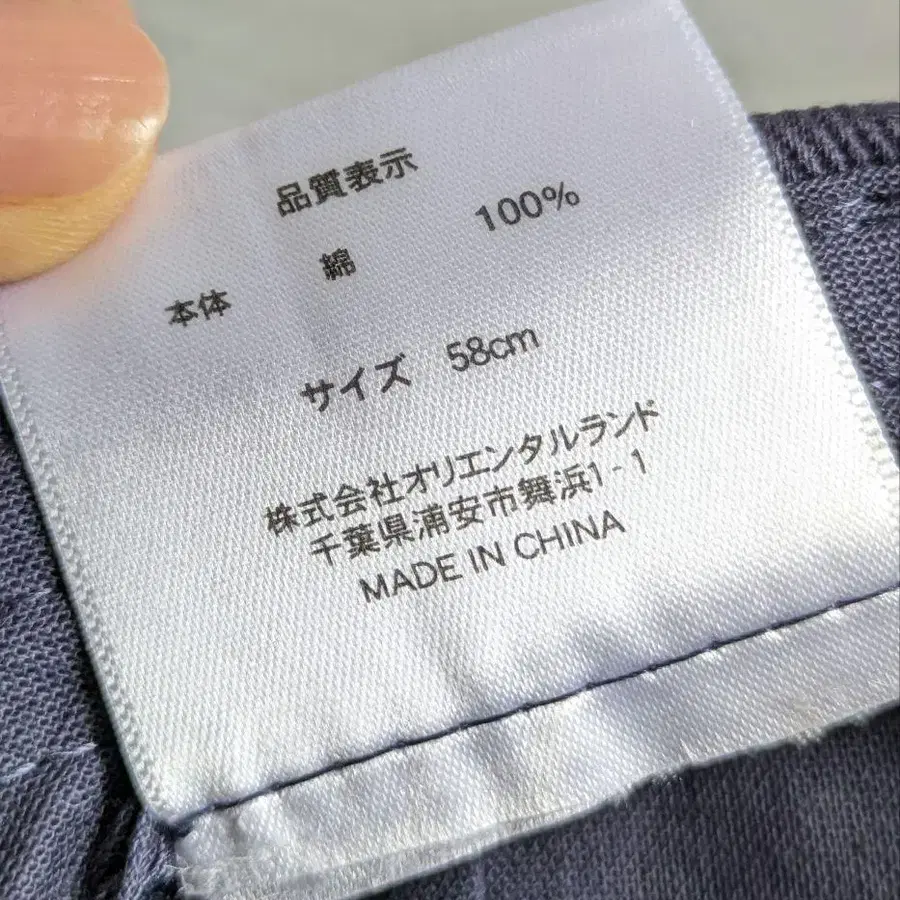 品質表示
本体 綿 100%
サイズ 58cm
株式会社オリエンタルランド
千葉県浦安市舞浜1-1
MADE IN CHINA